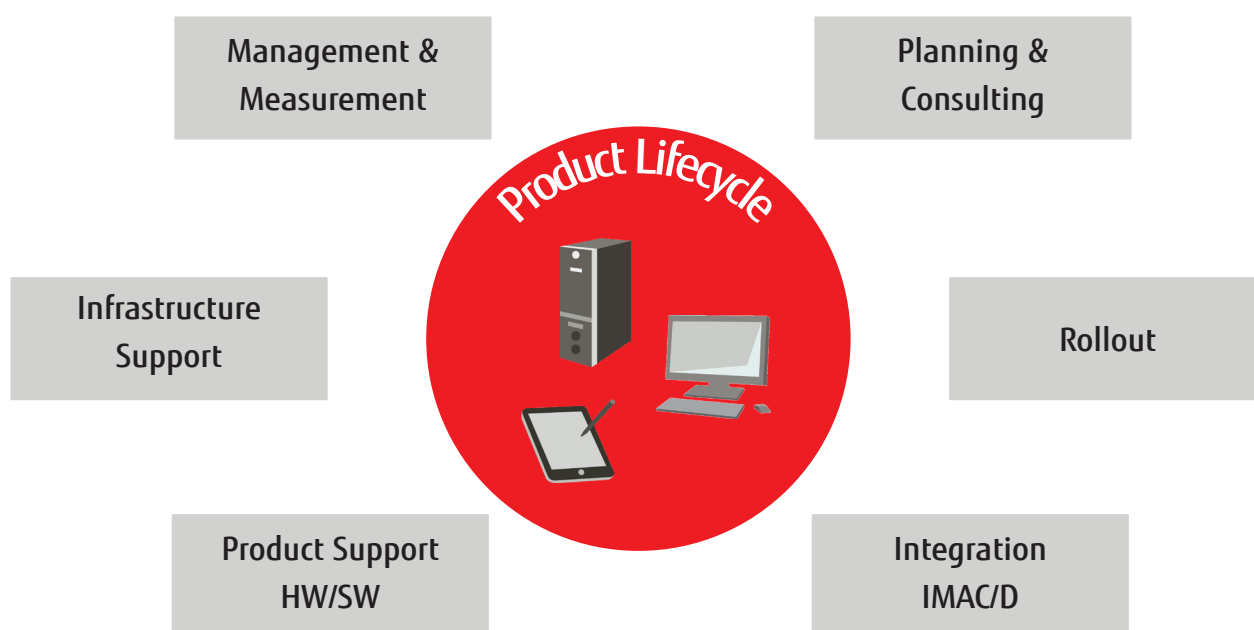 Management &
Measurement
Planning &
Consulting
Product Lifecycle
Infrastructure
Support
Rollout
Product Support
HW/SW
Integration
IMAC/D